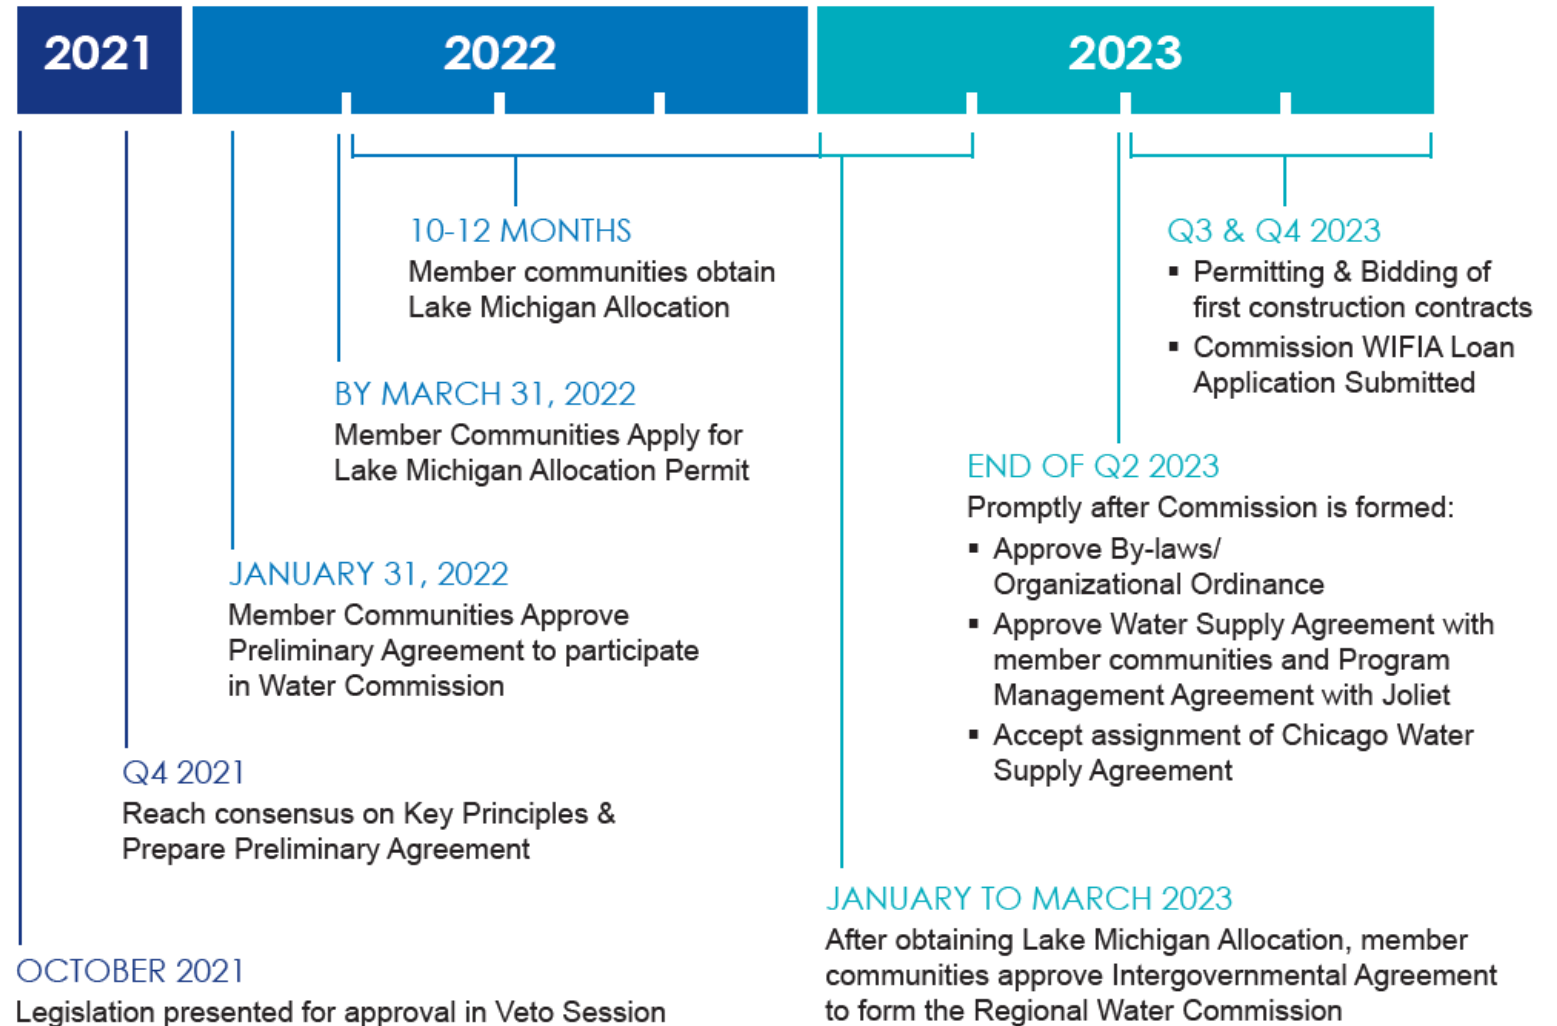 2021
2022
2023
10-12 MONTHS
Member communities obtain
Lake Michigan Allocation
Q3 & Q4 2023
▪ Permitting & Bidding of
first construction contracts
▪ Commission WIFIA Loan
Application Submitted
BY MARCH 31, 2022
Member Communities Apply for
Lake Michigan Allocation Permit
END OF Q2 2023
Promptly after Commission is formed:
▪ Approve By-laws/
Organizational Ordinance
▪ Approve Water Supply Agreement with
member communities and Program
Management Agreement with Joliet
▪ Accept assignment of Chicago Water
Supply Agreement
JANUARY 31, 2022
Member Communities Approve
Preliminary Agreement to participate
in Water Commission
Q4 2021
Reach consensus on Key Principles &
Prepare Preliminary Agreement
JANUARY TO MARCH 2023
After obtaining Lake Michigan Allocation, member
communities approve Intergovernmental Agreement
to form the Regional Water Commission
OCTOBER 2021
Legislation presented for approval in Veto Session